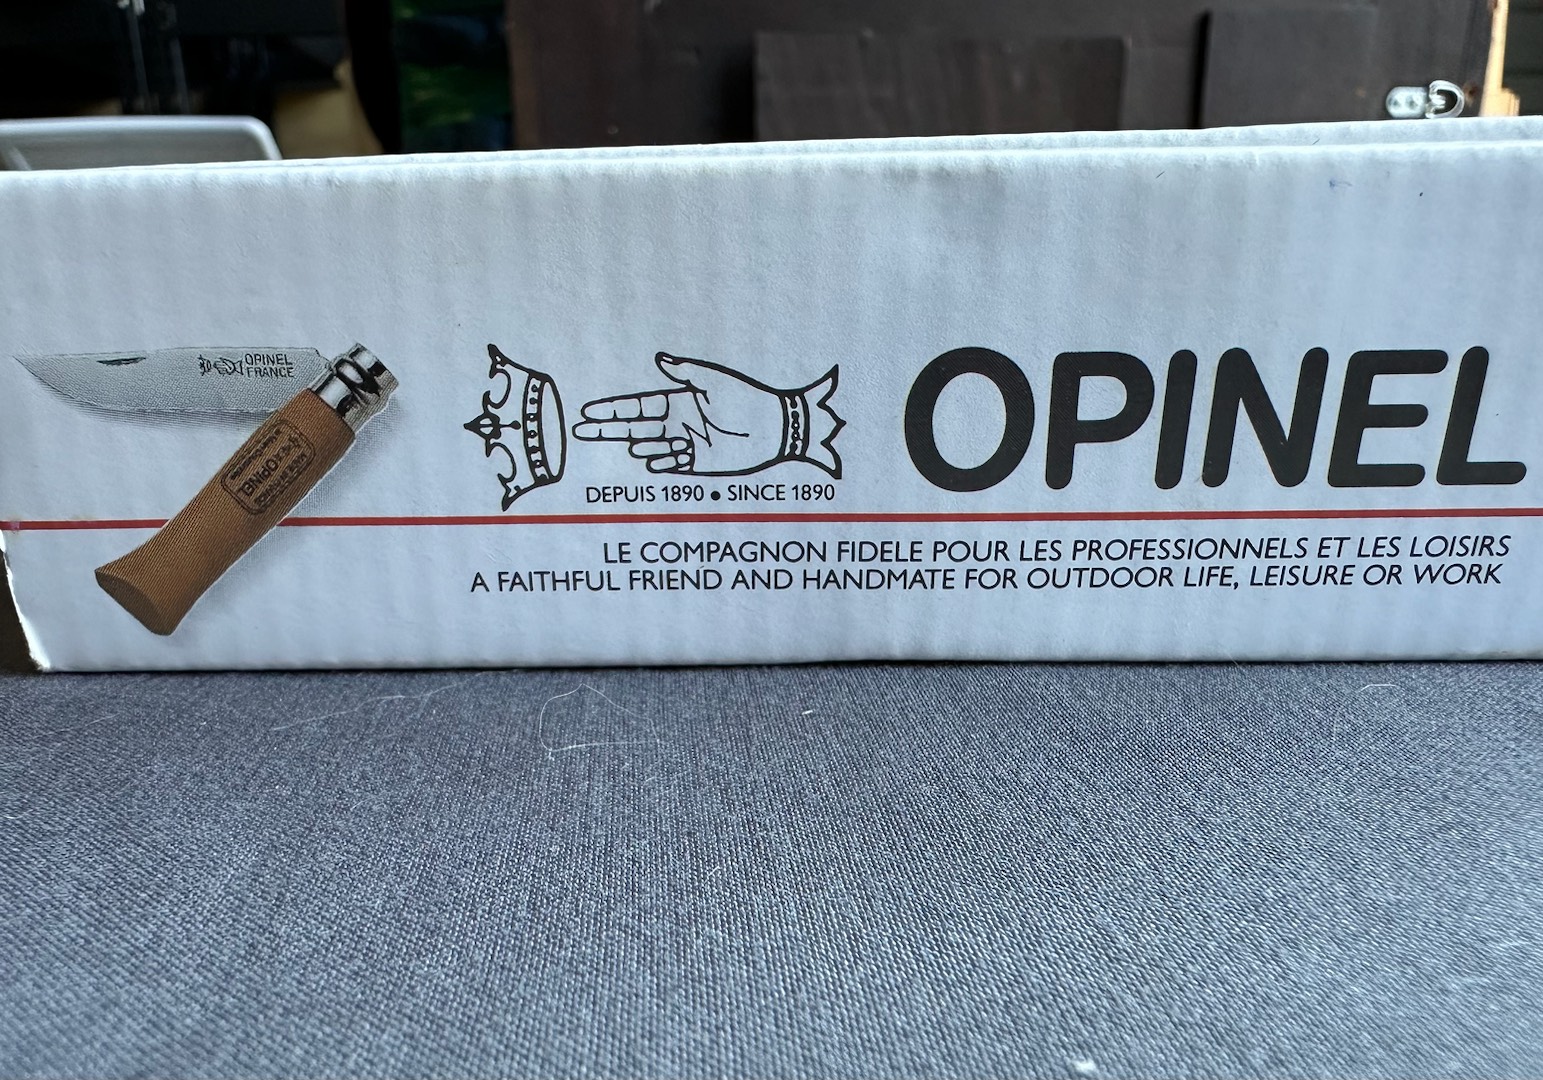 OPINEL
FRANCE
OPINEL
DEPUIS 1890 • SINCE 1890
OPINEL
LE COMPAGNON FIDELE POUR LES PROFESSIONNELS ET LES LOISIRS
A FAITHFUL FRIEND AND HANDMATE FOR OUTDOOR LIFE, LEISURE OR WORK